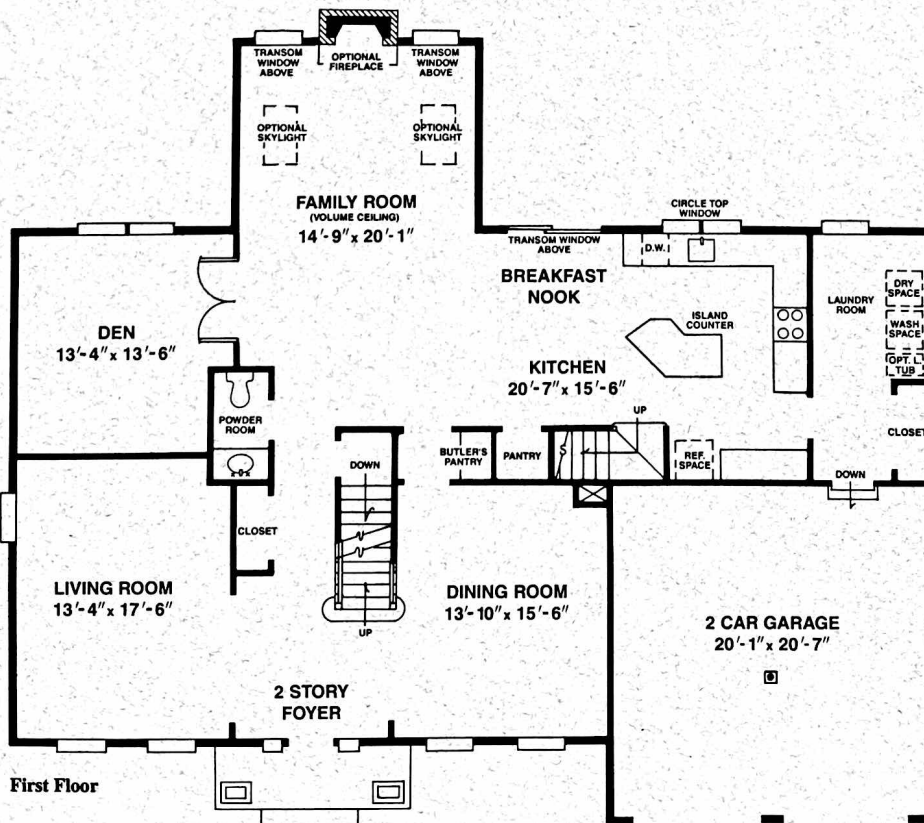 TRANSOM
WINDOW
ABOVE
OPTIONAL
FIREPLACE
TRANSOM
WINDOW
ABOVE
OPTIONAL
SKYLIGHT
OPTIONAL
SKYLIGHT
FAMILY ROOM
(VOLUME CEILING)
14'-9" x 20'-1"
CIRCLE TOP
WINDOW
TRANSOM WINDOW
ABOVE
D.W.
BREAKFAST
NOOK
DRY
SPACE
LAUNDRY
ROOM
WASH
SPACE
OPT. L.
TUB
ISLAND
COUNTER
DEN
13'-4" x 13'-6"
KITCHEN
20'-7" x 15'-6"
POWDER
ROOM
UP
CLOSET
DOWN
BUTLER'S
PANTRY
PANTRY
REF.
SPACE
DOWN
CLOSET
LIVING ROOM
13'-4" x 17'-6"
DINING ROOM
13'-10" x 15'-6"
UP
2 CAR GARAGE
20'-1" x 20'-7"
2 STORY
FOYER
First Floor